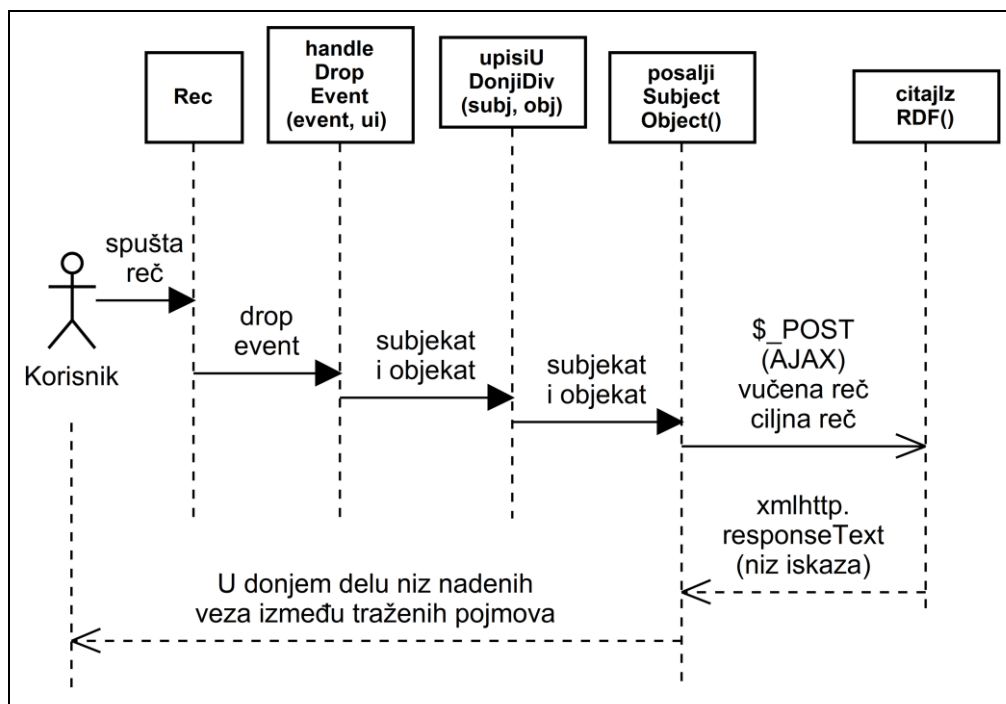 Rec
handle
Drop
Event
(event, ui)
upisiU
DonjiDiv
(subj, obj)
posalji
Subject
Object()
citajIz
RDF()
spušta
reč
Korisnik
drop
event
subjekat
i objekat
subjekat
i objekat
$_POST
(AJAX)
vučena reč
ciljna reč
xmlhttp.
responseText
(niz iskaza)
U donjem delu niz nadenih
veza između traženih pojmova